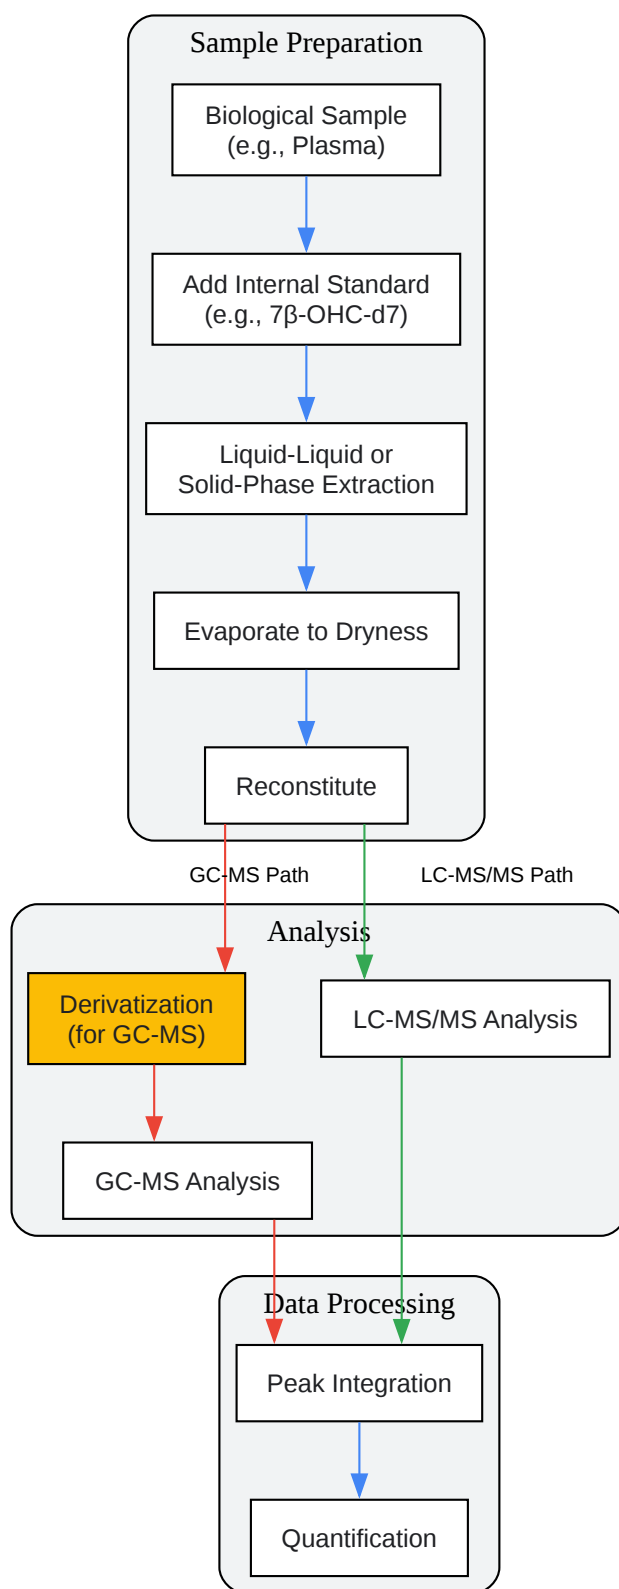 Sample Preparation
Biological Sample
(e.g., Plasma)
Add Internal Standard
(e.g., 7β-OHC-d7)
Liquid-Liquid or
Solid-Phase Extraction
Evaporate to Dryness
Reconstitute
GC-MS Path
LC-MS/MS Path
Analysis
Derivatization
(for GC-MS)
LC-MS/MS Analysis
GC-MS Analysis
Data Processing
Peak Integration
Quantification